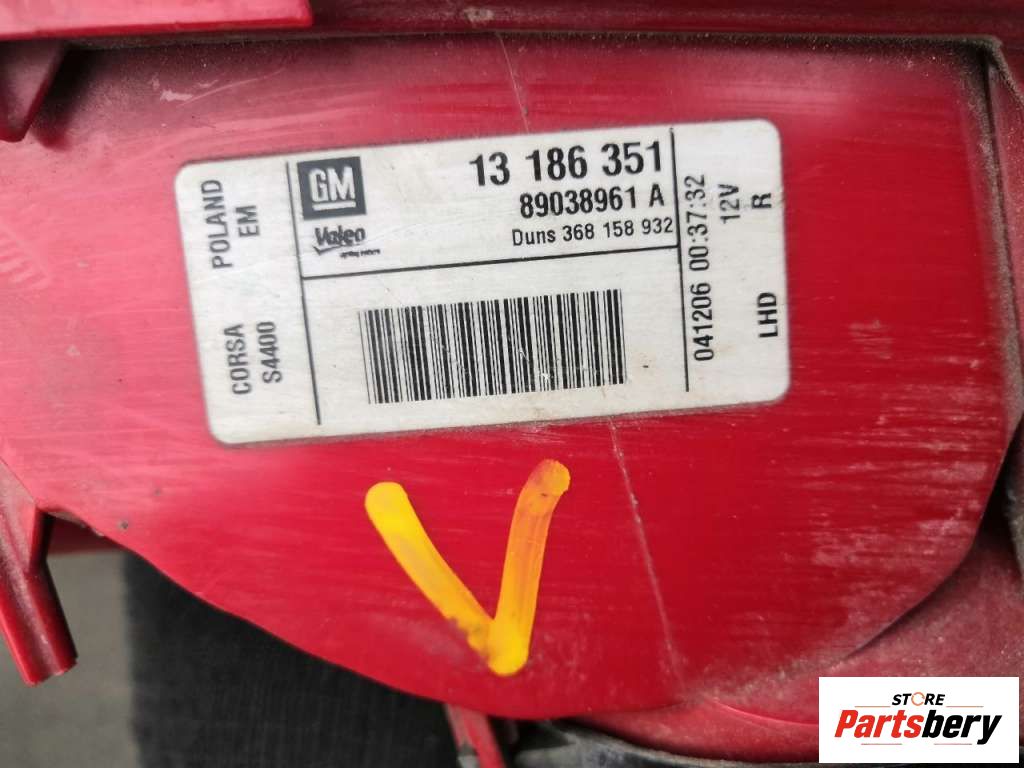 POLAND
EM
CORSA
S4400
GM
Valeo
13 186 351
89038961 A
Duns 368 158 932
041206 00:37:32
12V
R
LHD
V
STORE
Partsbery